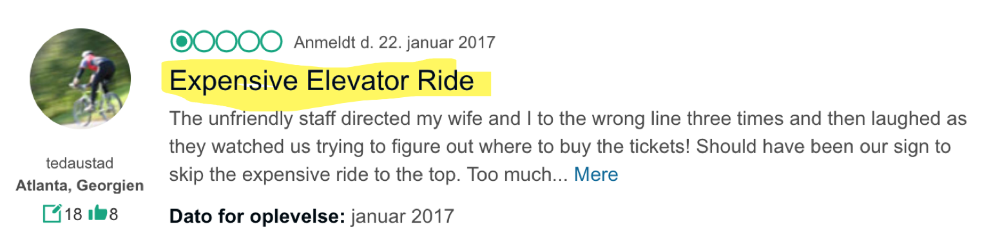 Anmeldt d. 22. januar 2017
Expensive Elevator Ride
The unfriendly staff directed my wife and I to the wrong line three times and then laughed as
they watched us trying to figure out where to buy the tickets! Should have been our sign to
skip the expensive ride to the top. Too much... Mere
Dato for oplevelse: januar 2017
tedaustad
Atlanta, Georgien
18 8